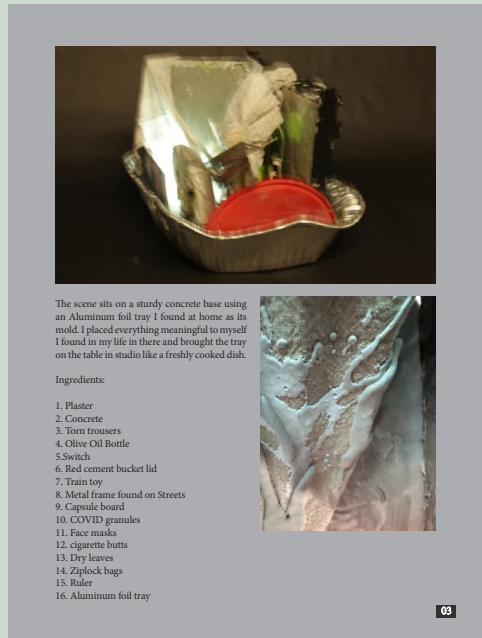 The scene sits on a sturdy concrete base using
an Aluminum foil tray I found at home as its
mold. I placed everything meaningful to myself
I found in my life in there and brought the tray
on the table in studio like a freshly cooked dish.
Ingredients:
1. Plaster
2. Concrete
3. Torn trousers
4. Olive Oil Bottle
5.Switch
6. Red cement bucket lid
7. Train toy
8. Metal frame found on Streets
9. Capsule board
10. COVID granules
11. Face masks
12. cigarette butts
13. Dry leaves
14. Ziplock bags
15. Ruler
16. Aluminum foil tray
03